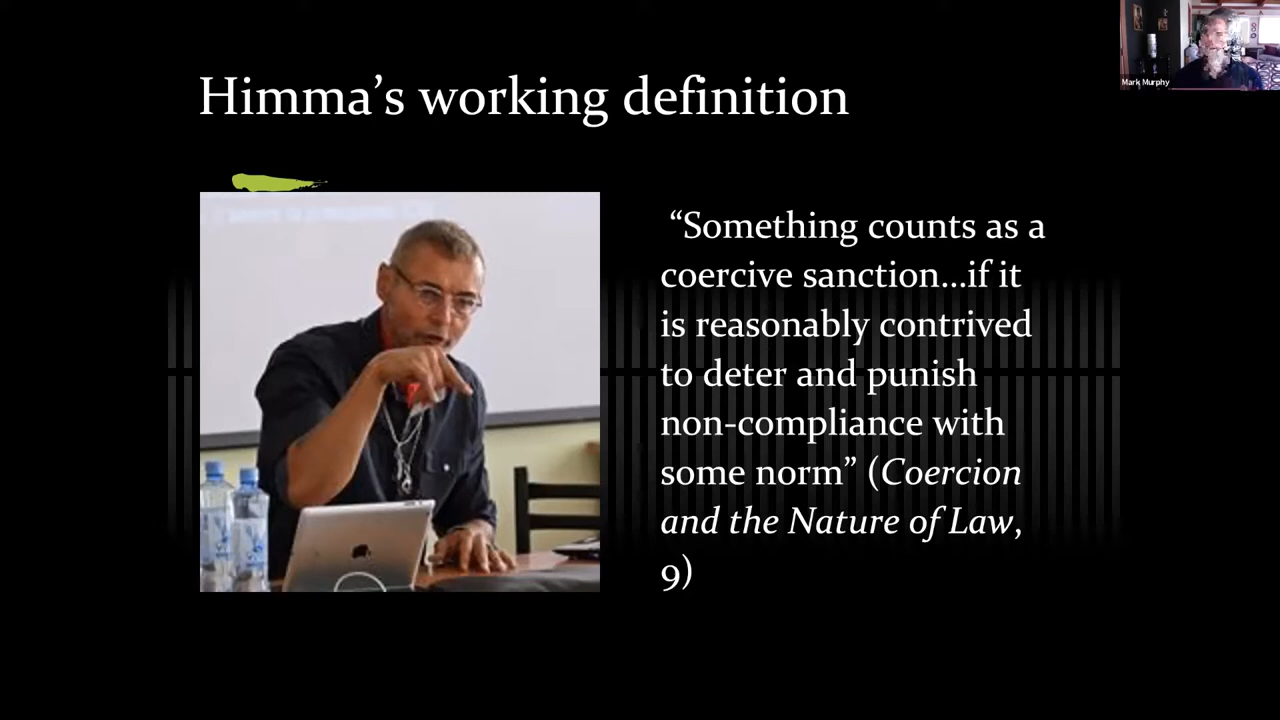 Himma’s working definition
Mark Murphy
“Something counts as a
coercive sanction...if it
is reasonably contrived
to deter and punish
non-compliance with
some norm” (Coercion
and the Nature of Law,
9)